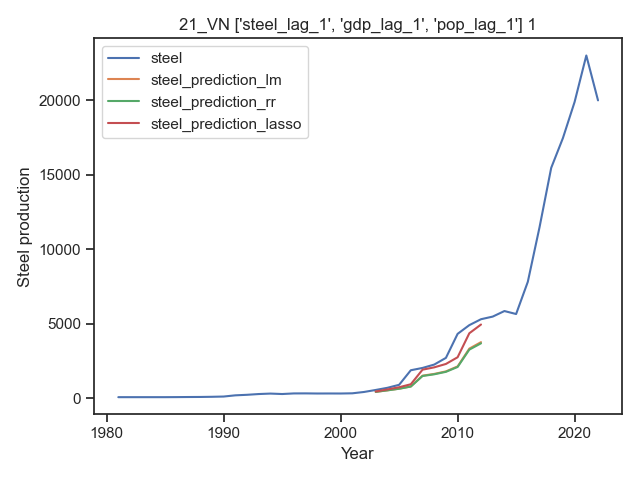 21_VN ['steel_lag_1', 'gdp_lag_1', 'pop_lag_1'] 1
steel
steel_prediction_lm
steel_prediction_rr
steel_prediction_lasso
Steel production
20000
15000
10000
5000
0
1980
1990
2000
2010
2020
Year